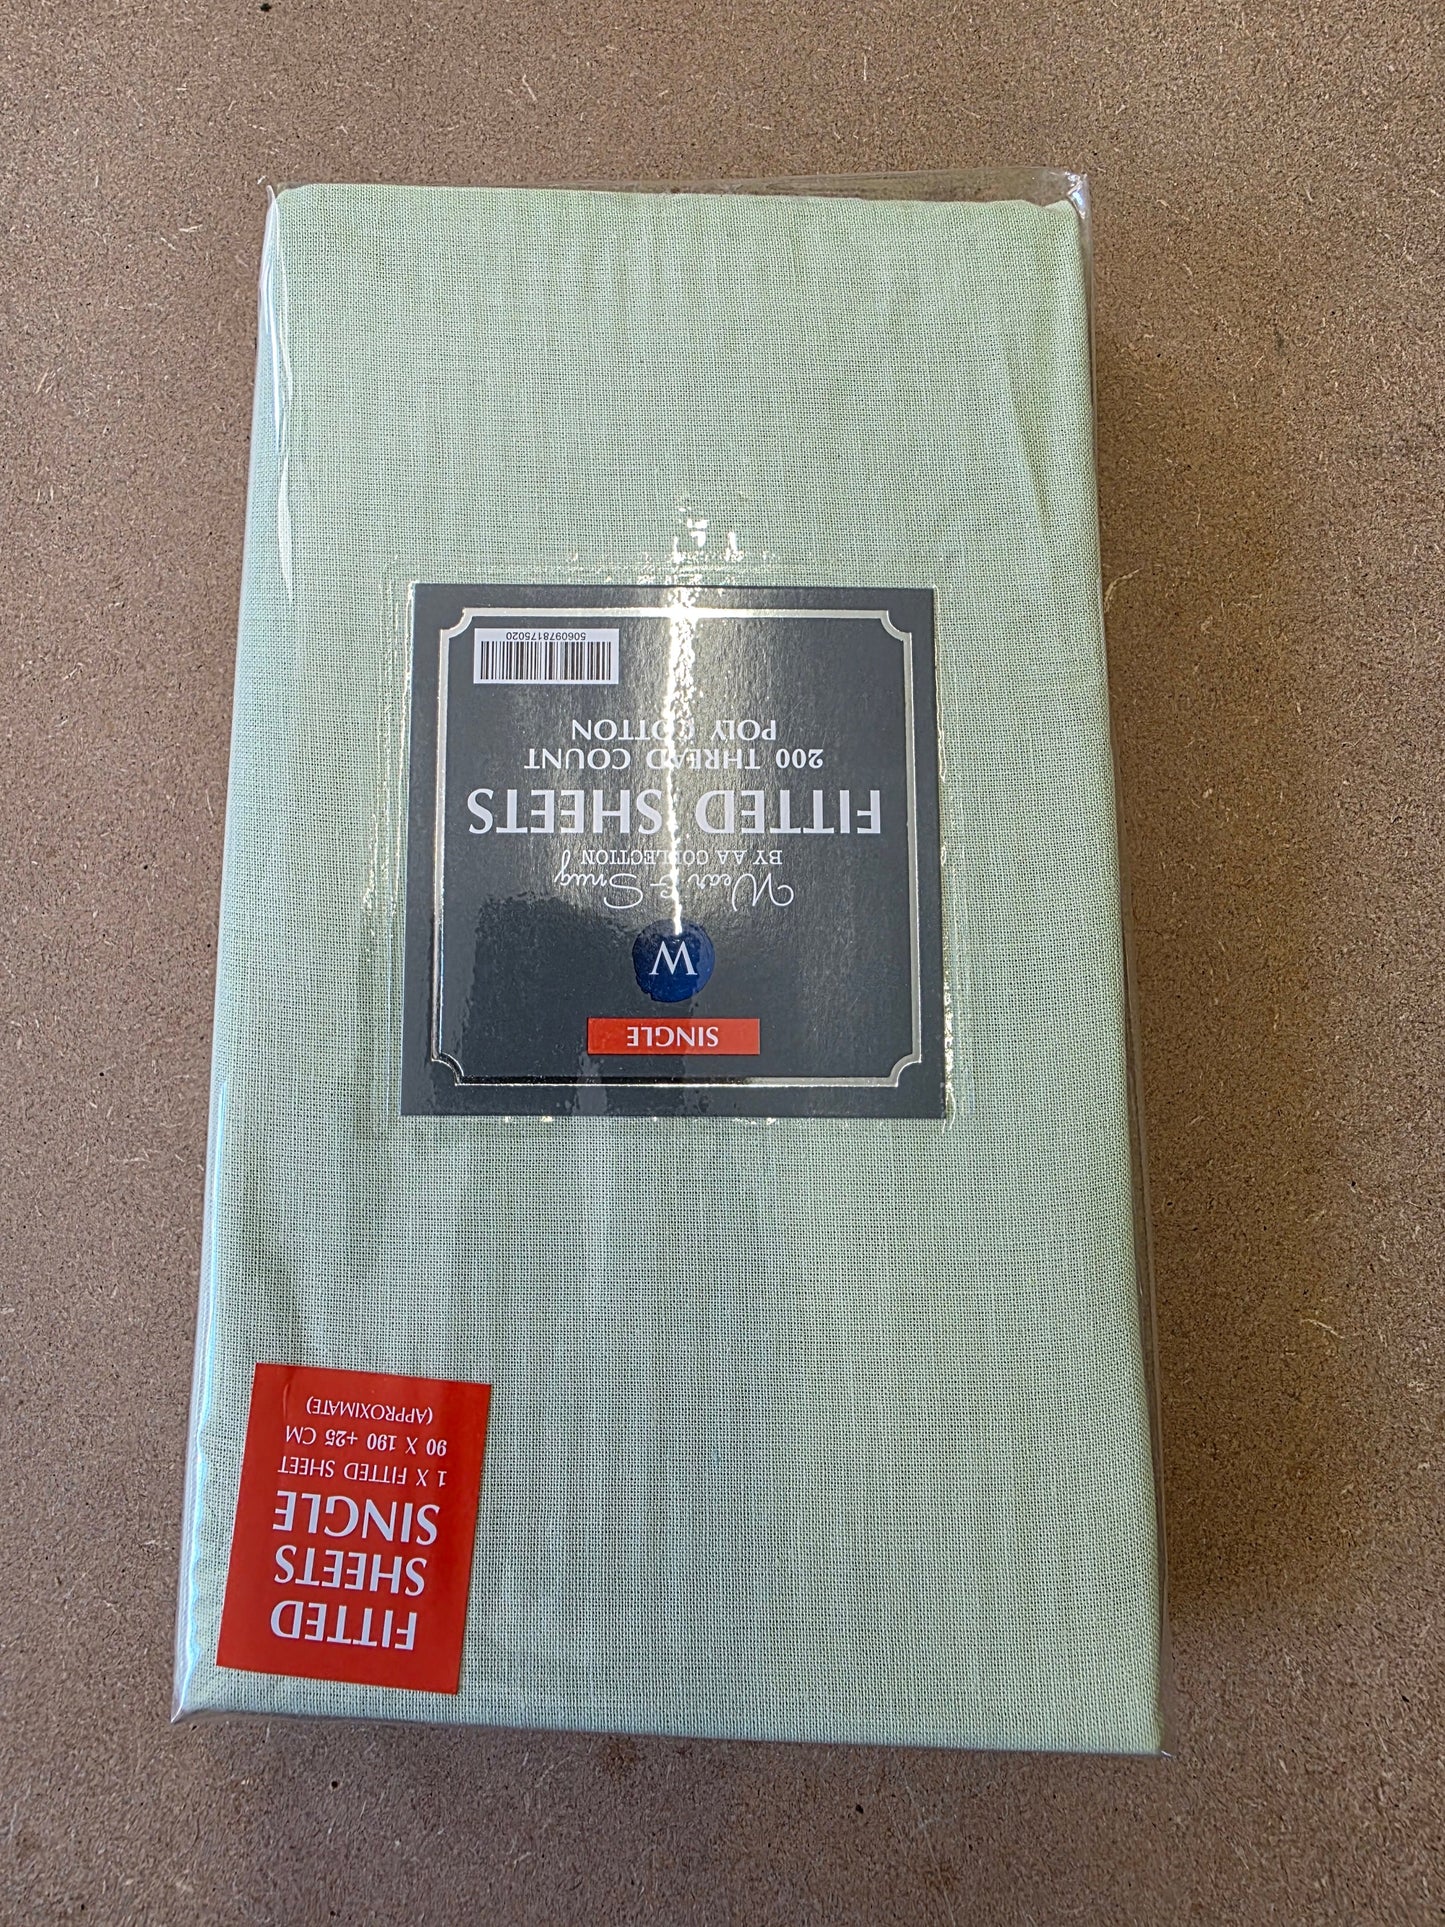 SINGLE
W
Wear & Snug
BY AA COLLECTION
FITTED SHEETS
200 THREAD COUNT
POLY COTTON
5060978175020
FITTED
SHEETS
SINGLE
1 X FITTED SHEET
90 X 190 +25 CM
(APPROXIMATE)